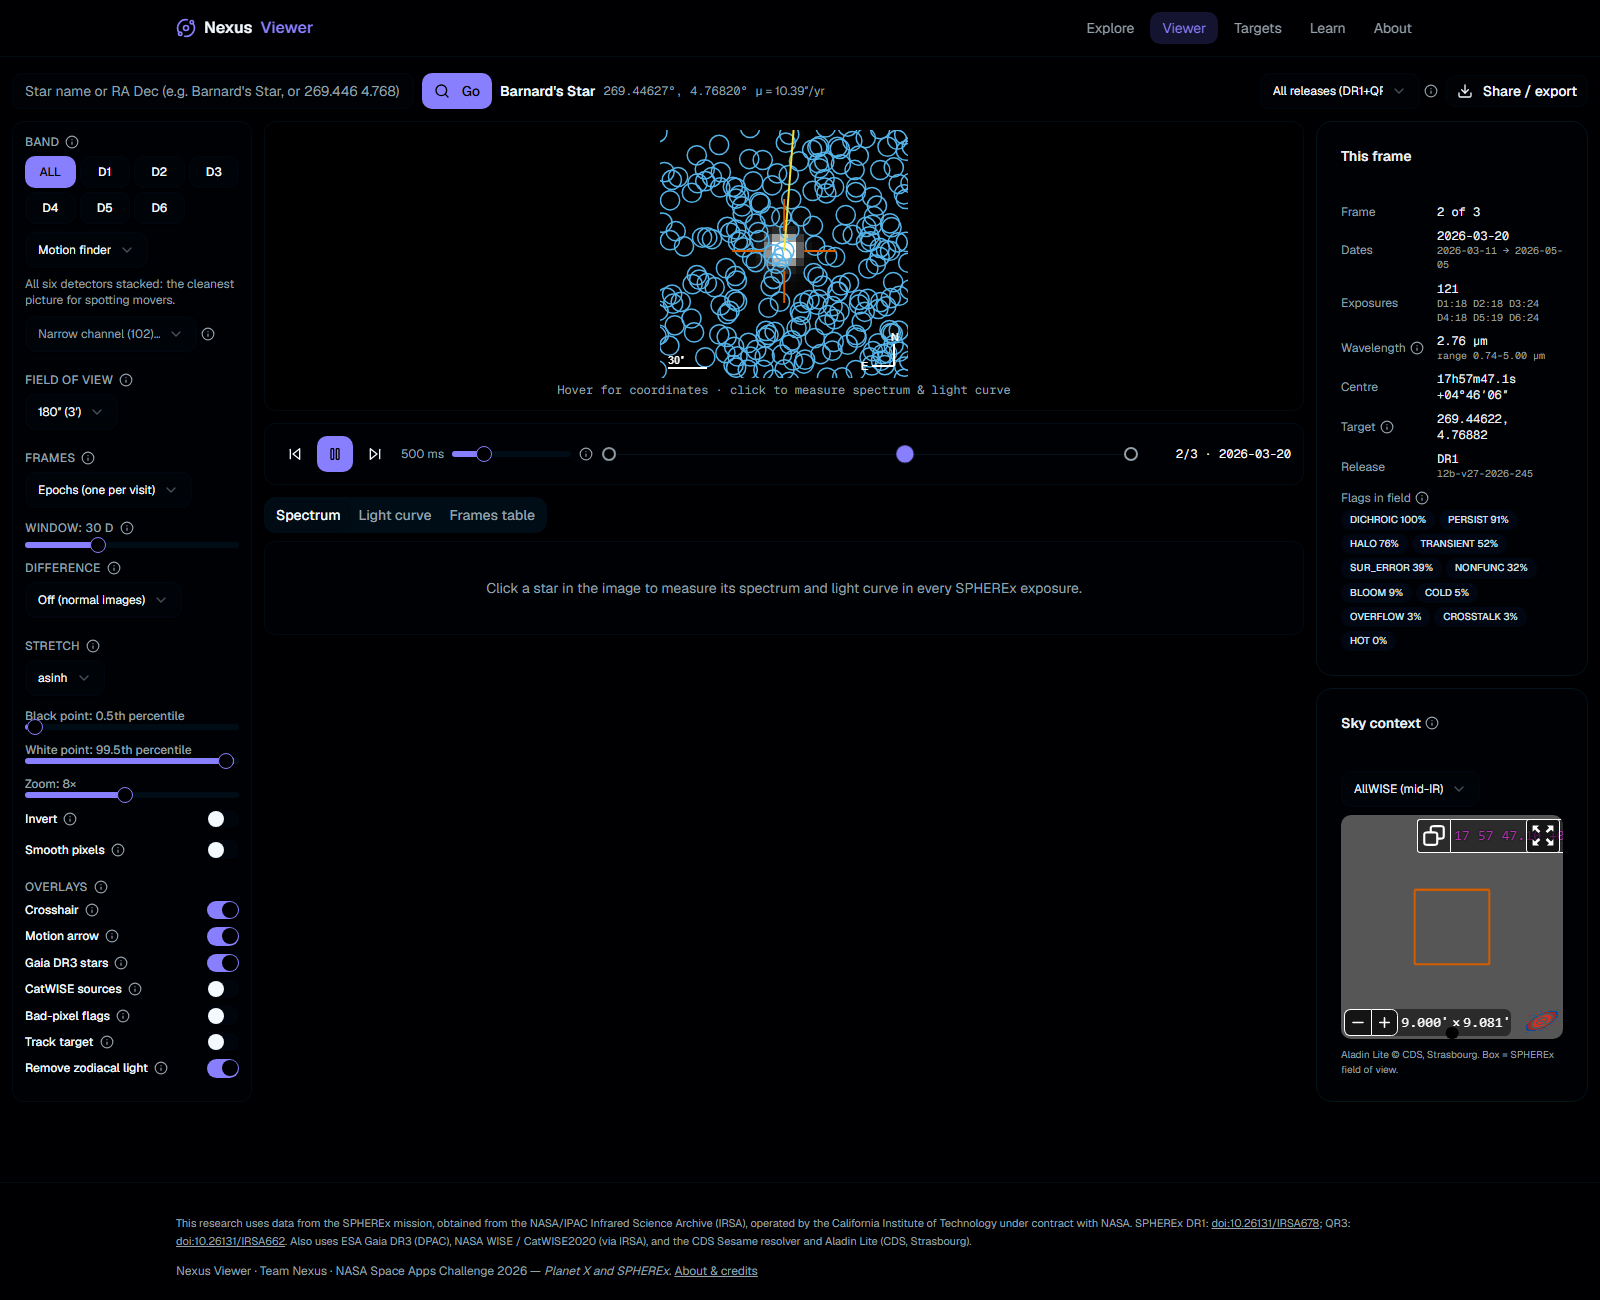 Nexus Viewer
Explore
Viewer
Targets
Learn
About
Star name or RA Dec (e.g. Barnard's Star, or 269.446 4.768)
Go
Barnard's Star 269.44627°, 4.76820° μ = 10.39″/yr
All releases (DR1+QR
Share / export
BAND
ALL
D1
D2
D3
D4
D5
D6
Motion finder
All six detectors stacked: the cleanest
picture for spotting movers.
Narrow channel (102)...
FIELD OF VIEW
180″ (3′)
FRAMES
Epochs (one per visit)
WINDOW: 30 D
DIFFERENCE
Off (normal images)
STRETCH
asinh
Black point: 0.5th percentile
White point: 99.5th percentile
Zoom: 8×
Invert
Smooth pixels
OVERLAYS
Crosshair
Motion arrow
Gaia DR3 stars
CatWISE sources
Bad-pixel flags
Track target
Remove zodiacal light
30″
N
E
Hover for coordinates · click to measure spectrum & light curve
500 ms
2/3 · 2026-03-20
Spectrum
Light curve
Frames table
Click a star in the image to measure its spectrum and light curve in every SPHEREx exposure.
This frame
Frame
2 of 3
Dates
2026-03-20
2026-03-11 → 2026-05-
05
Exposures
121
D1:18 D2:18 D3:24
D4:18 D5:19 D6:24
Wavelength
2.76 μm
range 0.74–5.00 μm
Centre
17h57m47.1s
+04°46′06″
Target
269.44622,
4.76882
Release
DR1
l2b-v27-2026-245
Flags in field
DICHROIC 100%
PERSIST 91%
HALO 76%
TRANSIENT 52%
SUR_ERROR 39%
NONFUNC 32%
BLOOM 9%
COLD 5%
OVERFLOW 3%
CROSSTALK 3%
HOT 0%
Sky context
AllWISE (mid-IR)
17 57 47.
9.000' × 9.081'
Aladin Lite © CDS, Strasbourg. Box = SPHEREx
field of view.
This research uses data from the SPHEREx mission, obtained from the NASA/IPAC Infrared Science Archive (IRSA), operated by the California Institute of Technology under contract with NASA. SPHEREx DR1: doi:10.26131/IRSA678; QR3:
doi:10.26131/IRSA662. Also uses ESA Gaia DR3 (DPAC), NASA WISE / CatWISE2020 (via IRSA), and the CDS Sesame resolver and Aladin Lite (CDS, Strasbourg).
Nexus Viewer · Team Nexus · NASA Space Apps Challenge 2026 — Planet X and SPHEREx. About & credits